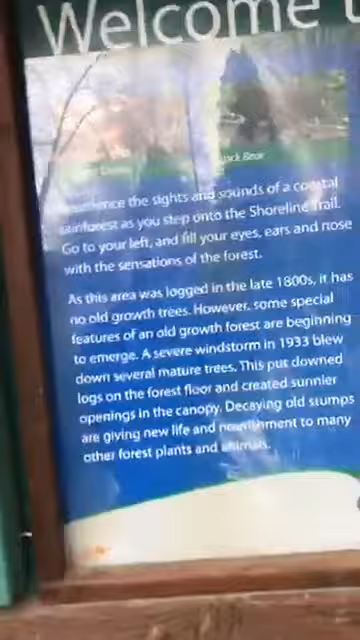 Welcome t
Black Bear
Experience the sights and sounds of a coastal
rainforest as you step onto the Shoreline Trail.
Go to your left, and fill your eyes, ears and nose
with the sensations of the forest.
As this area was logged in the late 1800s, it has
no old growth trees. However, some special
features of an old growth forest are beginning
to emerge. A severe windstorm in 1933 blew
down several mature trees. This put downed
logs on the forest floor and created sunnier
openings in the canopy. Decaying old stumps
are giving new life and nourishment to many
other forest plants and animals.